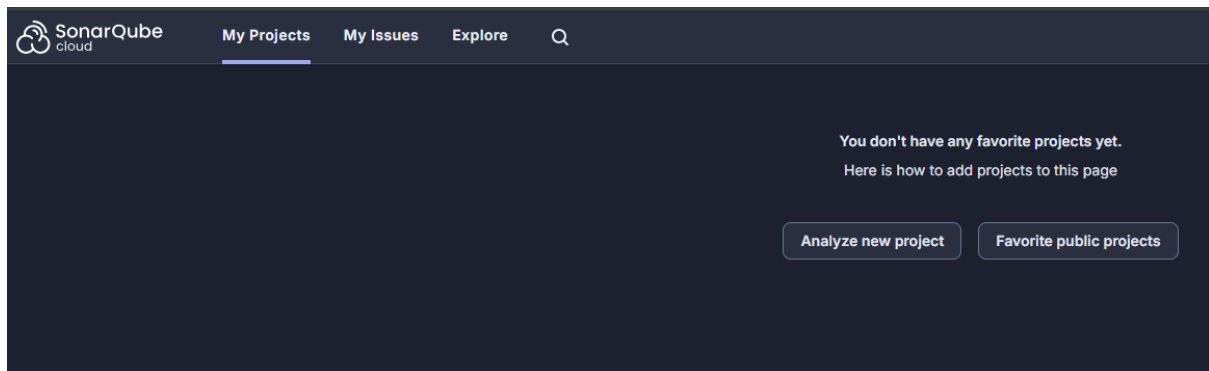 SonarQube
cloud
My Projects
My Issues
Explore
You don't have any favorite projects yet.
Here is how to add projects to this page
Analyze new project
Favorite public projects